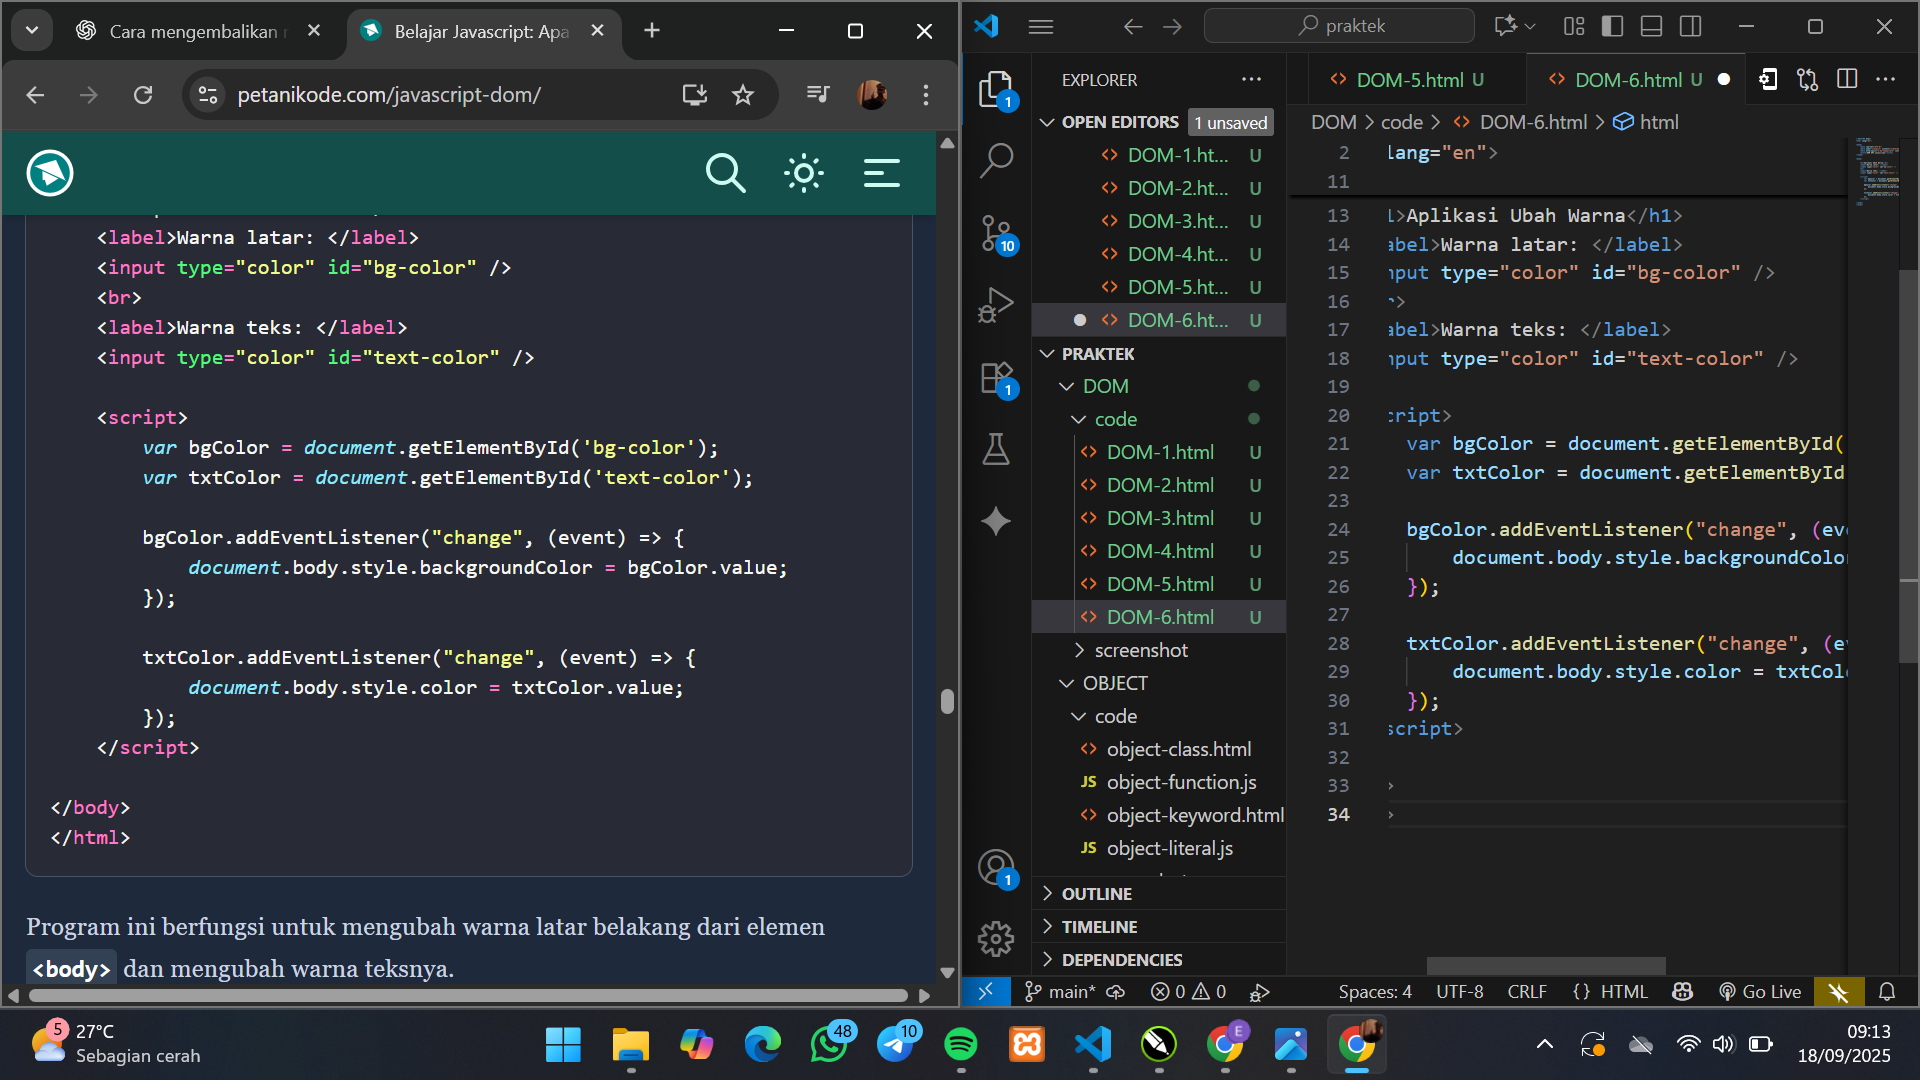 Cara mengembalikan
Belajar Javascript: Apa
petanikode.com/javascript-dom/
<label>Warna latar: </label>
<input type="color" id="bg-color" />
<br>
<label>Warna teks: </label>
<input type="color" id="text-color" />
<script>
var bgColor = document.getElementById('bg-color');
var txtColor = document.getElementById('text-color');
bgColor.addEventListener("change", (event) => {
document.body.style.backgroundColor = bgColor.value;
});
txtColor.addEventListener("change", (event) => {
document.body.style.color = txtColor.value;
});
</script>
</body>
</html>
Program ini berfungsi untuk mengubah warna latar belakang dari elemen
<body> dan mengubah warna teksnya.
praktek
EXPLORER
OPEN EDITORS 1 unsaved
DOM-1.ht... U
DOM-2.ht... U
DOM-3.ht... U
DOM-4.ht... U
DOM-5.ht... U
DOM-6.ht... U
PRAKTEK
DOM
code
DOM-1.html U
DOM-2.html U
DOM-3.html U
DOM-4.html U
DOM-5.html U
DOM-6.html U
screenshot
OBJECT
code
object-class.html
JS object-function.js
object-keyword.html
JS object-literal.js
OUTLINE
TIMELINE
DEPENDENCIES
1
10
1
1
DOM-5.html U
DOM-6.html U
DOM > code > DOM-6.html > html
2 lang="en">
11
13 1>Aplikasi Ubah Warna</h1>
14 abel>Warna latar: </label>
15 nput type="color" id="bg-color" />
16 r>
17 abel>Warna teks: </label>
18 nput type="color" id="text-color" />
19
20 cript>
21 var bgColor = document.getElementById(
22 var txtColor = document.getElementById
23
24 bgColor.addEventListener("change", (eve
25 document.body.style.backgroundColor
26 });
27
28 txtColor.addEventListener("change", (ev
29 document.body.style.color = txtCol
30 });
31 script>
32
33 >
34 >
main* 0 0 Spaces: 4 UTF-8 CRLF {} HTML Go Live
5 27°C
Sebagian cerah
48
10
E
09:13
18/09/2025